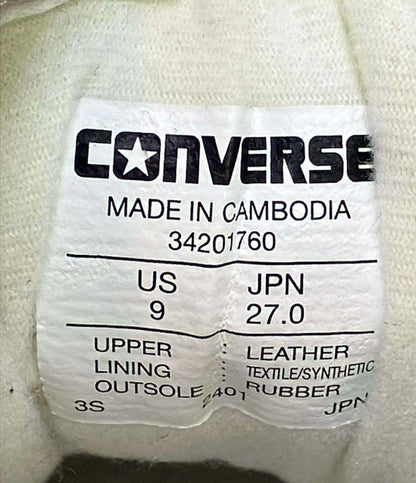 CONVERSE
MADE IN CAMBODIA
34201760
US JPN
9 27.0
UPPER : LEATHER
LINING : TEXTILE/SYNTHETIC
OUTSOLE : RUBBER
3S 2401 JPN